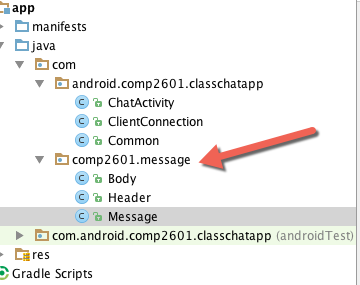 app
manifests
java
com
android.comp2601.classchatapp
C ChatActivity
C ClientConnection
C Common
comp2601.message
C Body
C Header
C Message
com.android.comp2601.classchatapp (androidTest)
res
Gradle Scripts